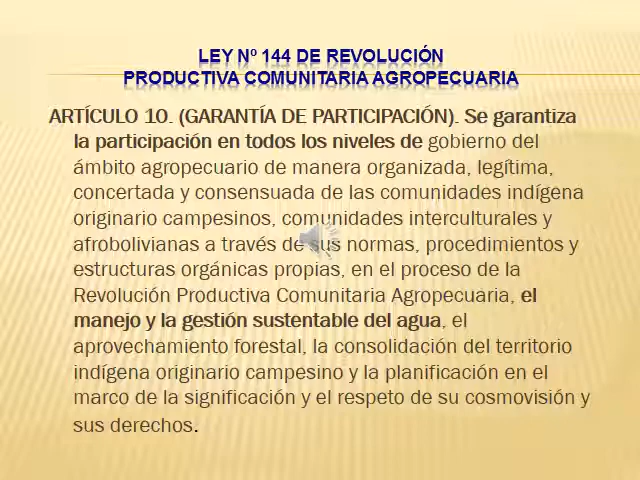 LEY Nº 144 DE REVOLUCIÓN
PRODUCTIVA COMUNITARIA AGROPECUARIA
ARTÍCULO 10. (GARANTÍA DE PARTICIPACIÓN). Se garantiza
la participación en todos los niveles de gobierno del
ámbito agropecuario de manera organizada, legítima,
concertada y consensuada de las comunidades indígena
originario campesinos, comunidades interculturales y
afrobolivianas a través de sus normas, procedimientos y
estructuras orgánicas propias, en el proceso de la
Revolución Productiva Comunitaria Agropecuaria, el
manejo y la gestión sustentable del agua, el
aprovechamiento forestal, la consolidación del territorio
indígena originario campesino y la planificación en el
marco de la significación y el respeto de su cosmovisión y
sus derechos.